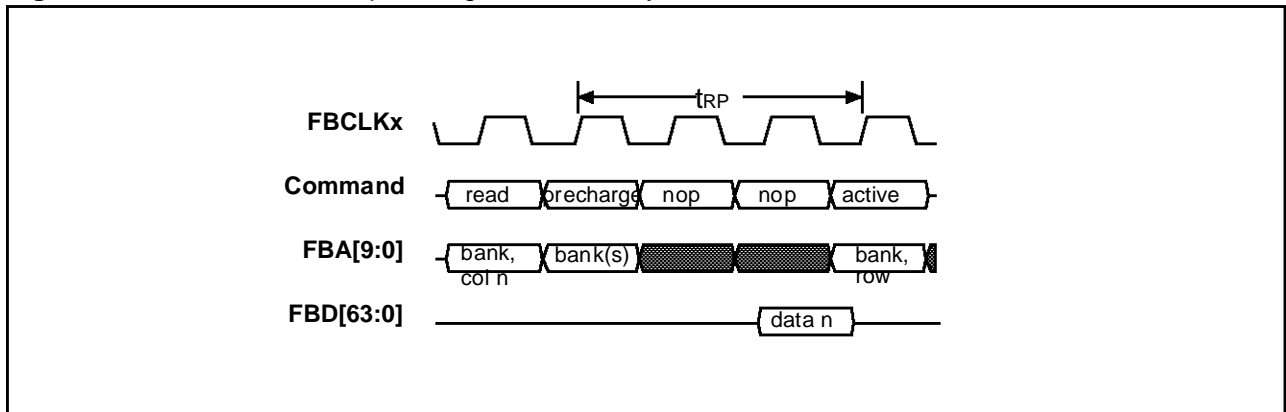 tRP
FBCLKx
Command
read
precharge
nop
nop
active
FBA[9:0]
bank,
col n
bank(s)
bank,
row
FBD[63:0]
data n